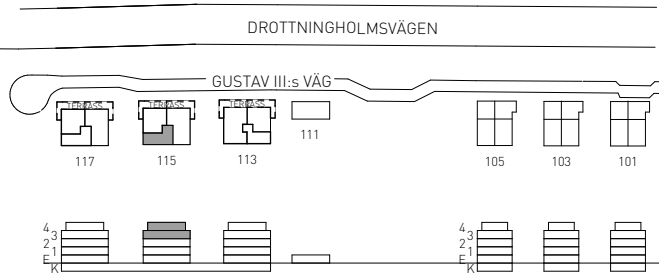 DROTTNINGHOLMSVÄGEN
GUSTAV III:s VÄG
TERRASS TERRASS TERRASS
117 115 113 111 105 103 101
4 4
3 3
2 2
1 1
E E
K K